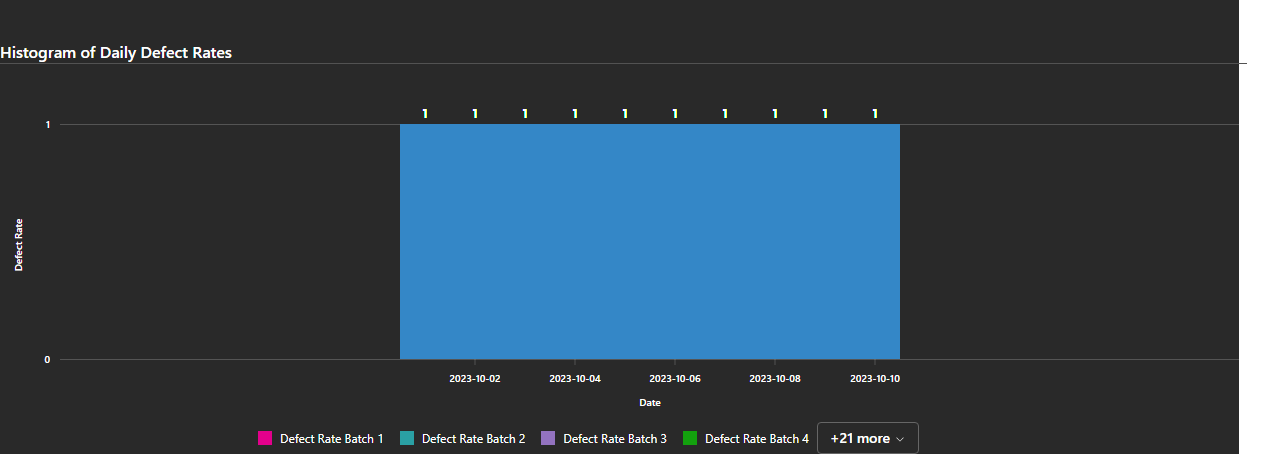 Histogram of Daily Defect Rates
1 1 1 1 1 1 1 1 1 1
1
Defect Rate
0
2023-10-02 2023-10-04 2023-10-06 2023-10-08 2023-10-10
Date
Defect Rate Batch 1 Defect Rate Batch 2 Defect Rate Batch 3 Defect Rate Batch 4 +21 more